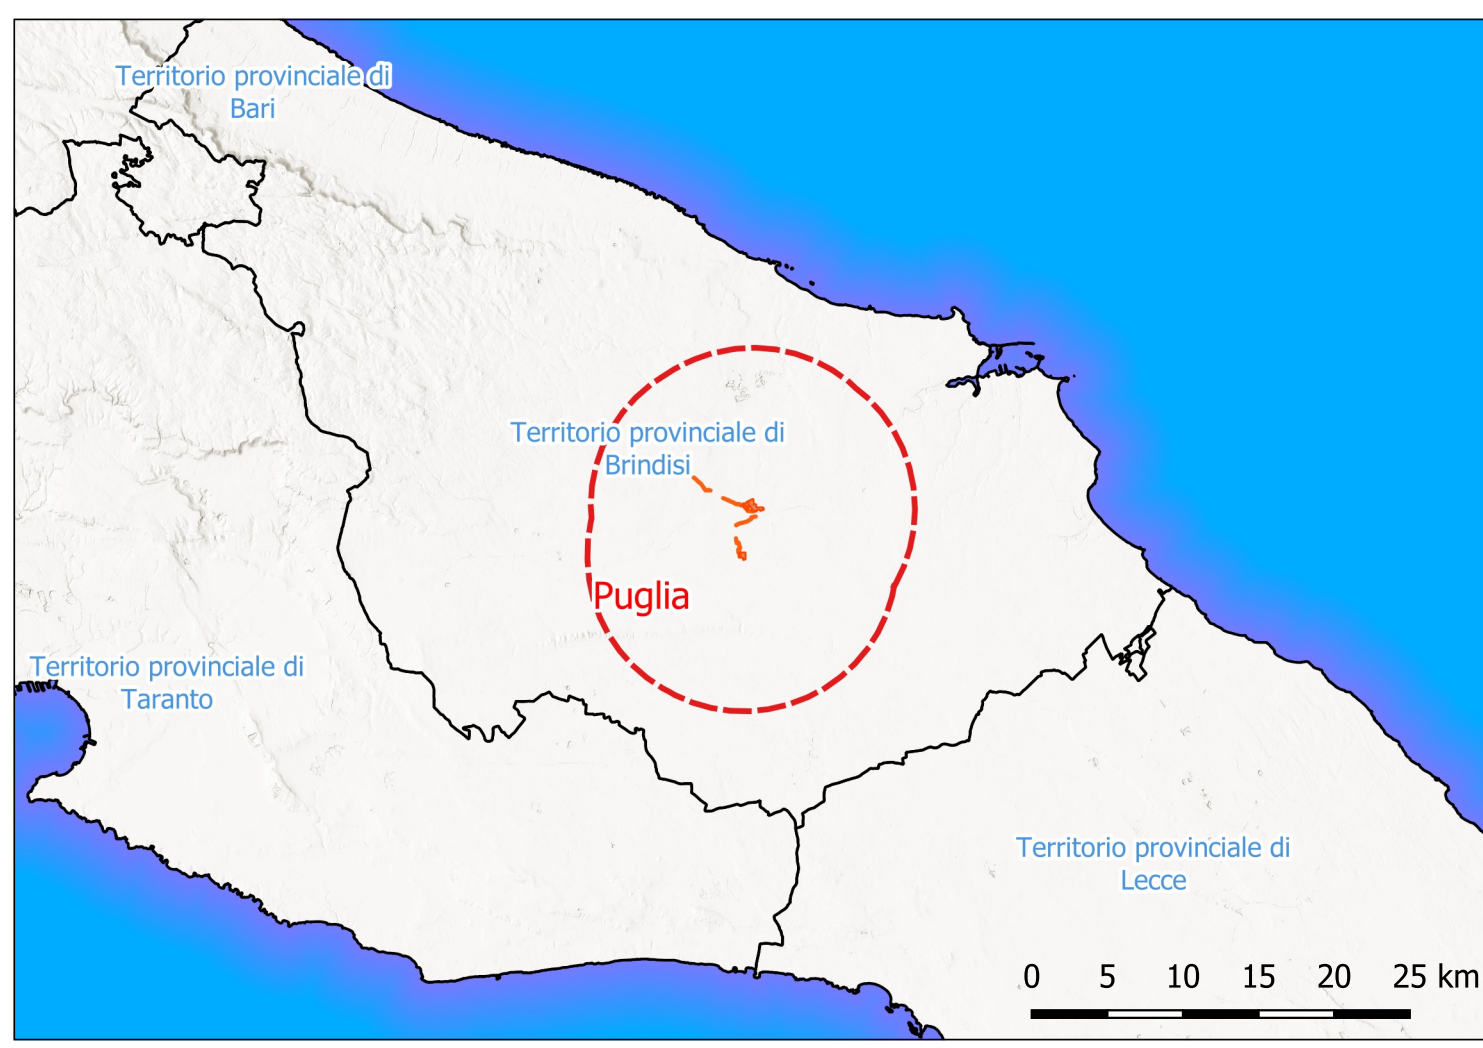 Territorio provinciale di
Bari
Territorio provinciale di
Brindisi
Puglia
Territorio provinciale di
Taranto
Territorio provinciale di
Lecce
0 5 10 15 20 25 km